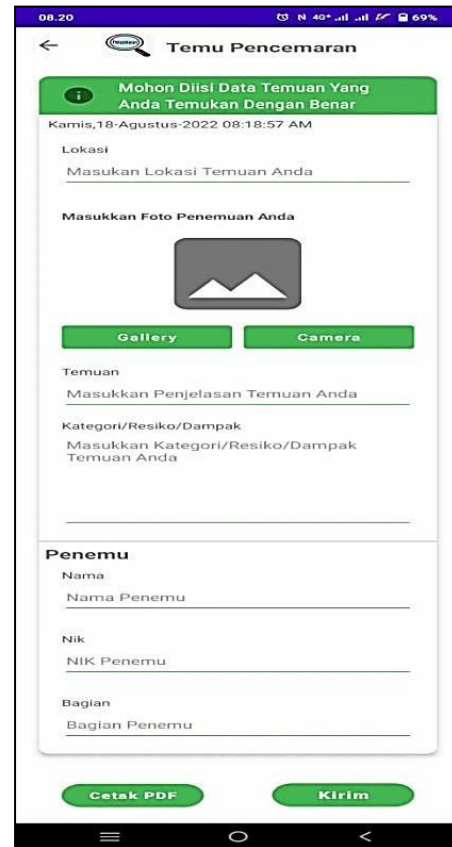 08.20
N 4G+ 69%
Temu Pencemaran
Mohon Diisi Data Temuan Yang
Anda Temukan Dengan Benar
Kamis,18-Agustus-2022 08:18:57 AM
Lokasi
Masukan Lokasi Temuan Anda
Masukkan Foto Penemuan Anda
Gallery Camera
Temuan
Masukkan Penjelasan Temuan Anda
Kategori/Resiko/Dampak
Masukkan Kategori/Resiko/Dampak
Temuan Anda
Penemu
Nama
Nama Penemu
Nik
NIK Penemu
Bagian
Bagian Penemu
Cetak PDF Kirim